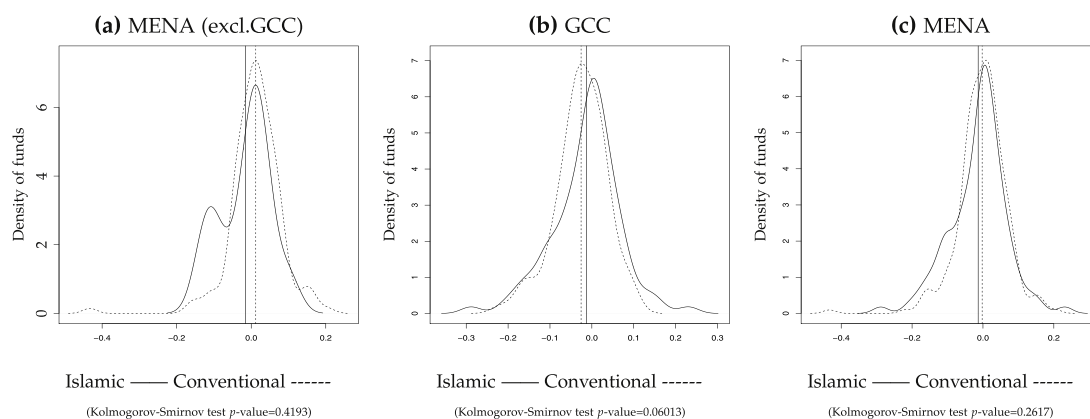 (a) MENA (excl.GCC)
Density of funds
6
4
2
0
−0.4 −0.2 0.0 0.2
Islamic —— Conventional ------
(Kolmogorov-Smirnov test p-value=0.4193)
(b) GCC
Density of funds
7
6
5
4
3
2
1
0
−0.3 −0.2 −0.1 0.0 0.1 0.2 0.3
Islamic —— Conventional ------
(Kolmogorov-Smirnov test p-value=0.06013)
(c) MENA
Density of funds
7
6
5
4
3
2
1
0
−0.4 −0.2 0.0 0.2
Islamic —— Conventional ------
(Kolmogorov-Smirnov test p-value=0.2617)